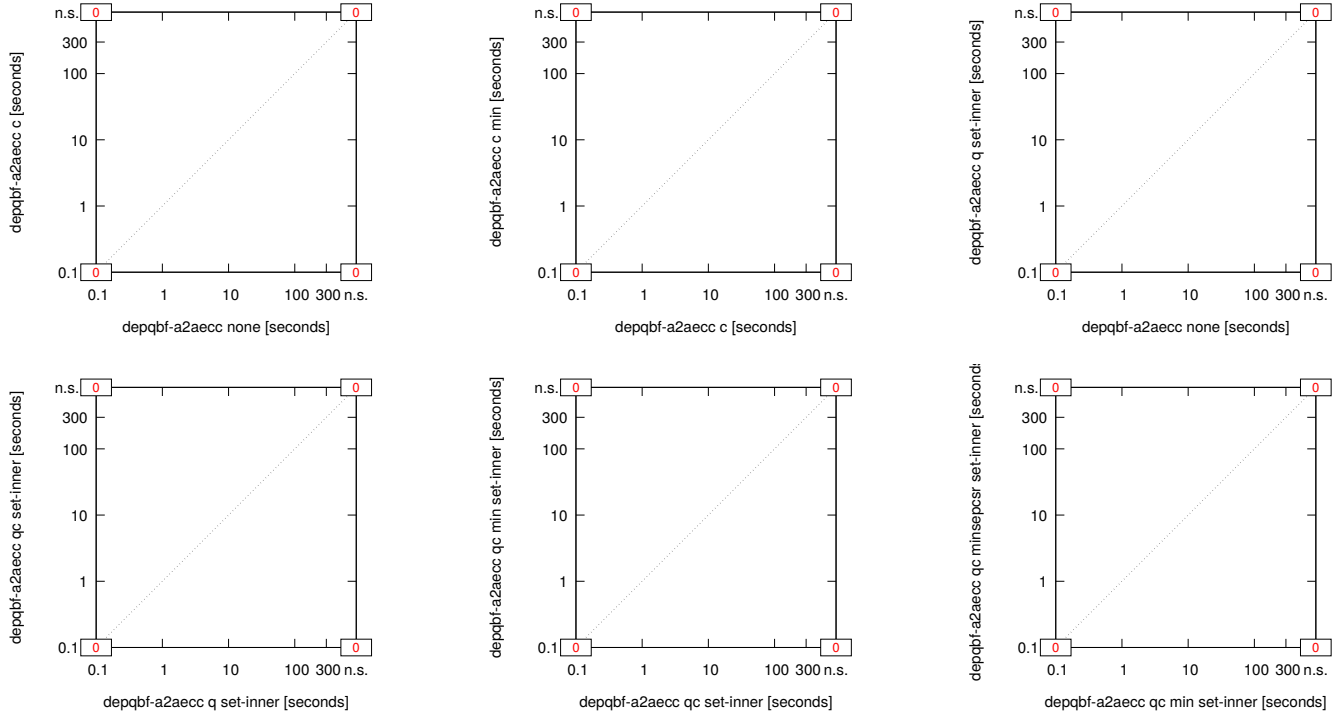 n.s. 0 0
300
100
10
1
0.1 0 0
0.1 1 10 100 300 n.s.
depqbf-a2aecc c [seconds]
depqbf-a2aecc none [seconds]
n.s. 0 0
300
100
10
1
0.1 0 0
0.1 1 10 100 300 n.s.
depqbf-a2aecc c min [seconds]
depqbf-a2aecc c [seconds]
n.s. 0 0
300
100
10
1
0.1 0 0
0.1 1 10 100 300 n.s.
depqbf-a2aecc q set-inner [seconds]
depqbf-a2aecc none [seconds]
n.s. 0 0
300
100
10
1
0.1 0 0
0.1 1 10 100 300 n.s.
depqbf-a2aecc qc set-inner [seconds]
depqbf-a2aecc q set-inner [seconds]
n.s. 0 0
300
100
10
1
0.1 0 0
0.1 1 10 100 300 n.s.
depqbf-a2aecc qc min set-inner [seconds]
depqbf-a2aecc qc set-inner [seconds]
n.s. 0 0
300
100
10
1
0.1 0 0
0.1 1 10 100 300 n.s.
depqbf-a2aecc qc minsepcsr set-inner [second
depqbf-a2aecc qc min set-inner [seconds]